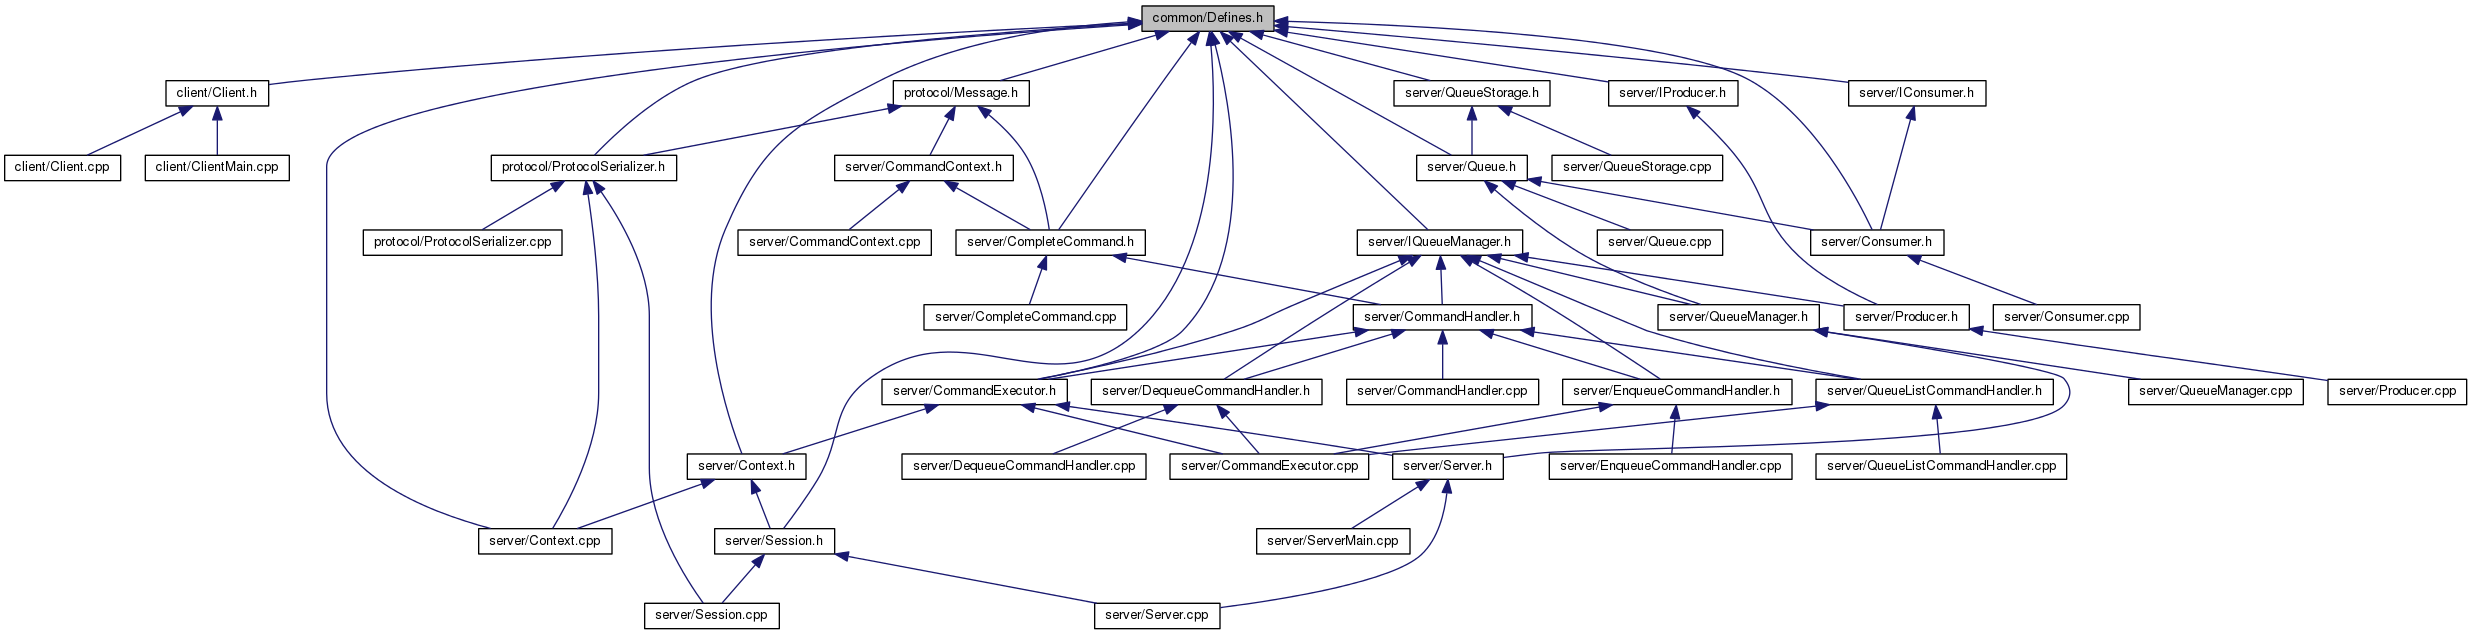 common/Defines.h
client/Client.h
protocol/Message.h
server/QueueStorage.h
server/IProducer.h
server/IConsumer.h
client/Client.cpp
client/ClientMain.cpp
protocol/ProtocolSerializer.h
server/CommandContext.h
server/Queue.h
server/QueueStorage.cpp
protocol/ProtocolSerializer.cpp
server/CommandContext.cpp
server/CompleteCommand.h
server/IQueueManager.h
server/Queue.cpp
server/Consumer.h
server/CompleteCommand.cpp
server/CommandHandler.h
server/QueueManager.h
server/Producer.h
server/Consumer.cpp
server/CommandExecutor.h
server/DequeueCommandHandler.h
server/CommandHandler.cpp
server/EnqueueCommandHandler.h
server/QueueListCommandHandler.h
server/QueueManager.cpp
server/Producer.cpp
server/Context.h
server/DequeueCommandHandler.cpp
server/CommandExecutor.cpp
server/Server.h
server/EnqueueCommandHandler.cpp
server/QueueListCommandHandler.cpp
server/Context.cpp
server/Session.h
server/ServerMain.cpp
server/Session.cpp
server/Server.cpp